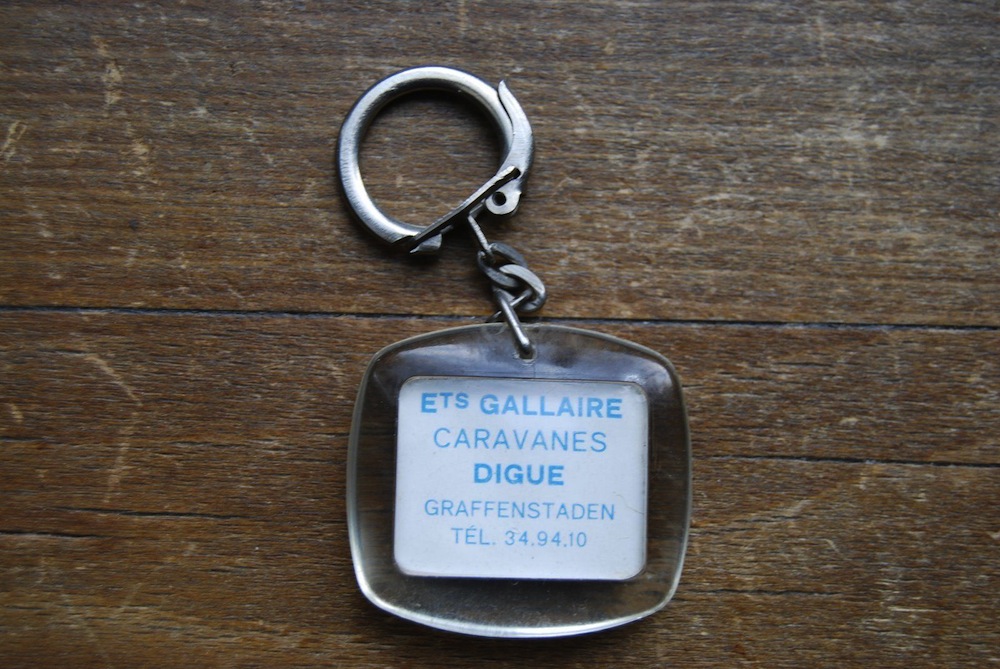 ETS GALLAIRE
CARAVANES
DIGUE
GRAFFENSTADEN
TÉL. 34.94.10